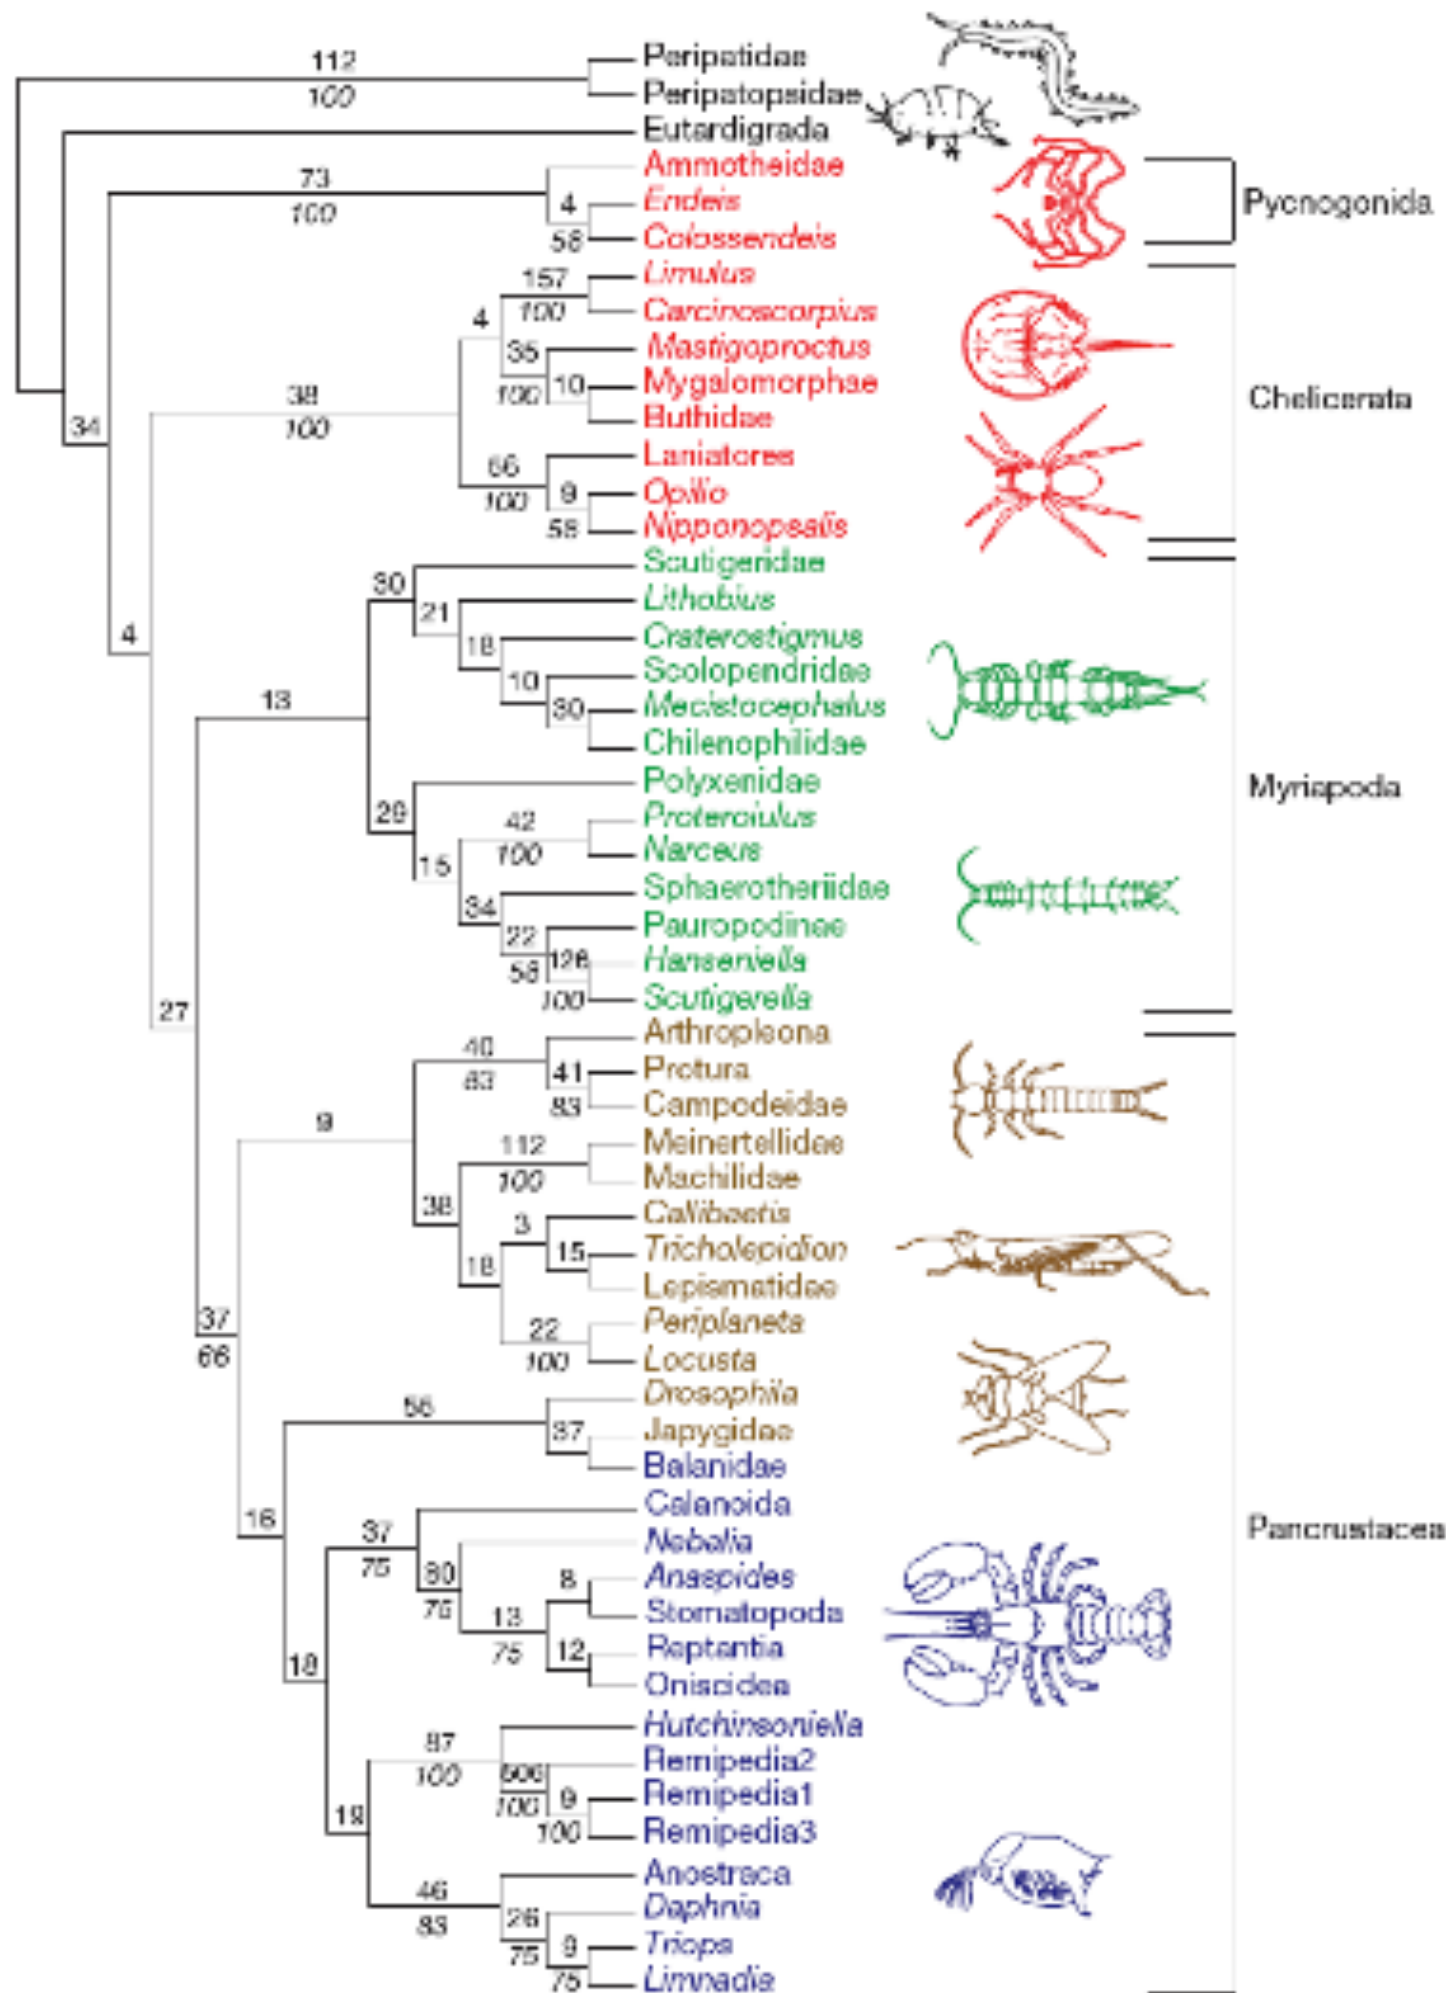 112
Peripatidae
100
Peripatopsidae
Eutardigrada
Ammotheidae
73
100
4
Endeis
Pycnogonida
58
Colossendeis
157
Limulus
100
Carcinoscorpius
4
35
Mastigoproctus
100
10
Mygalomorphae
38
100
Buthidae
Chelicerata
34
Laniatores
66
100
9
Opilio
58
Nipponopsalis
Scutigeridae
30
21
Lithobius
4
18
Craterostigmus
10
Scolopendridae
13
30
Mecistocephalus
Chilenophilidae
Polyxenidae
Myriapoda
29
42
Proteroiulus
100
Narceus
15
34
Sphaerotheriidae
22
Pauropodinae
58
126
Hanseniella
100
Scutigerella
27
Arthropleona
40
83
41
Protura
83
Campodeidae
9
112
Meinertellidae
100
Machilidae
38
3
Callibaetis
18
15
Tricholepidion
Lepismatidae
37
66
22
Periplaneta
100
Locusta
55
Drosophila
37
Japygidae
Balanidae
16
Calanoida
37
75
Nebalia
Pancrustacea
30
75
8
Anaspides
13
75
Stomatopoda
12
Reptantia
18
Oniscidea
Hutchinsoniella
87
100
Remipedia2
506
100
9
Remipedia1
19
100
Remipedia3
Anostraca
46
83
26
Daphnia
75
9
Triops
75
Limnadia